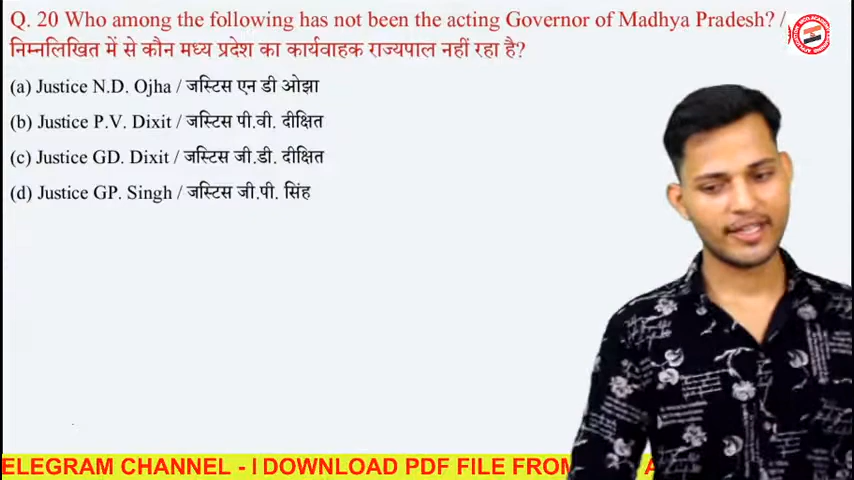 Q. 20 Who among the following has not been the acting Governor of Madhya Pradesh? /
निम्नलिखित में से कौन मध्य प्रदेश का कार्यवाहक राज्यपाल नहीं रहा है?
(a) Justice N.D. Ojha / जस्टिस एन डी ओझा
(b) Justice P.V. Dixit / जस्टिस पी.वी. दीक्षित
(c) Justice GD. Dixit / जस्टिस जी.डी. दीक्षित
(d) Justice GP. Singh / जस्टिस जी.पी. सिंह
ELEGRAM CHANNEL - I DOWNLOAD PDF FILE FROM